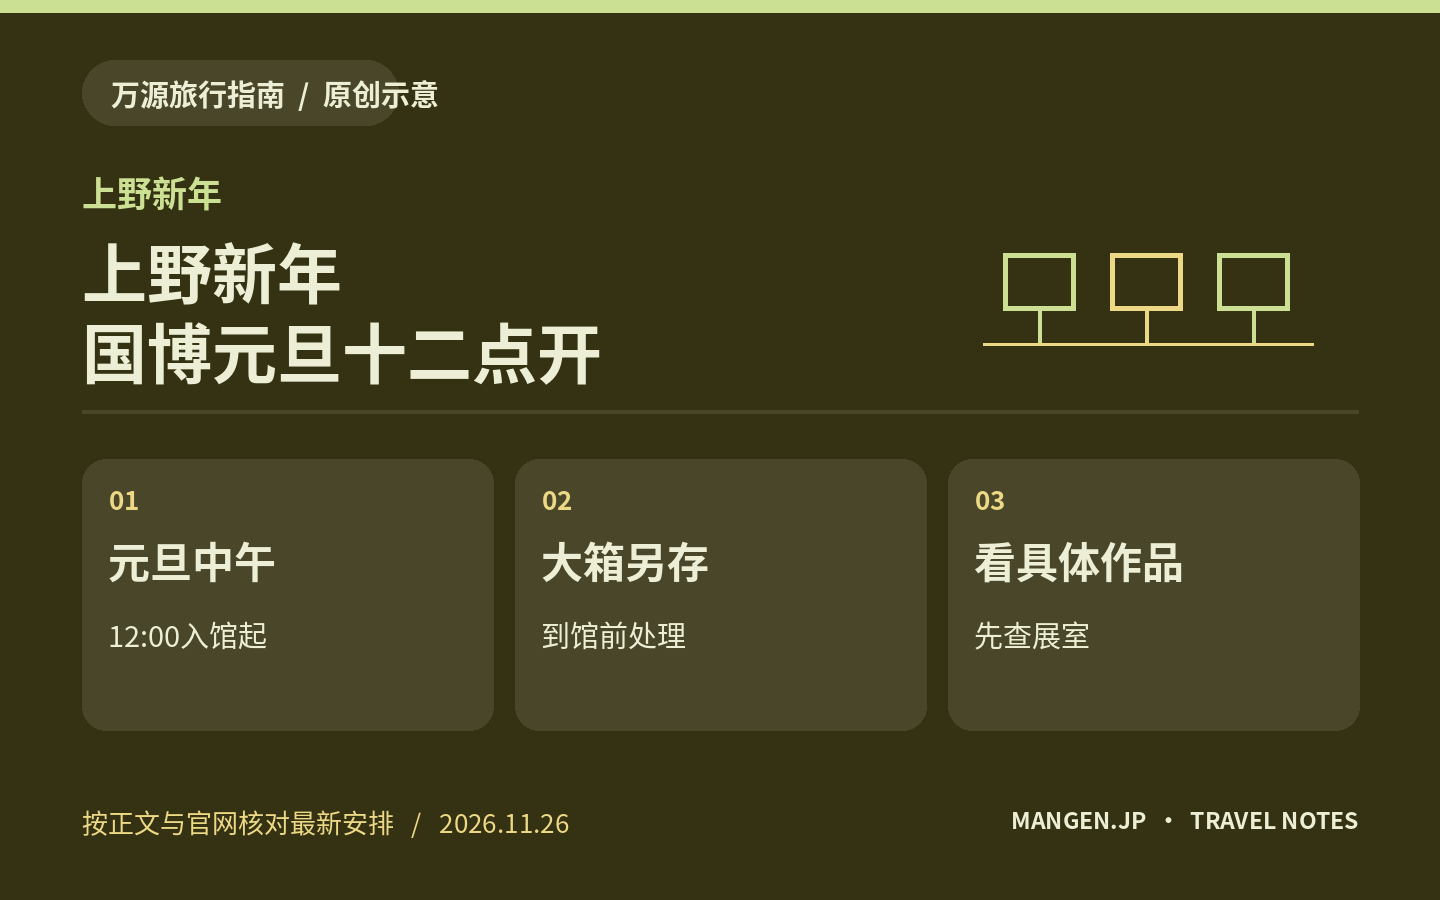 万源旅行指南 / 原创示意
上野新年
上野新年
国博元旦十二点开
01
元旦中午
12:00入馆起
02
大箱另存
到馆前处理
03
看具体作品
先查展室
按正文与官网核对最新安排 / 2026.11.26
MANGEN.JP • TRAVEL NOTES